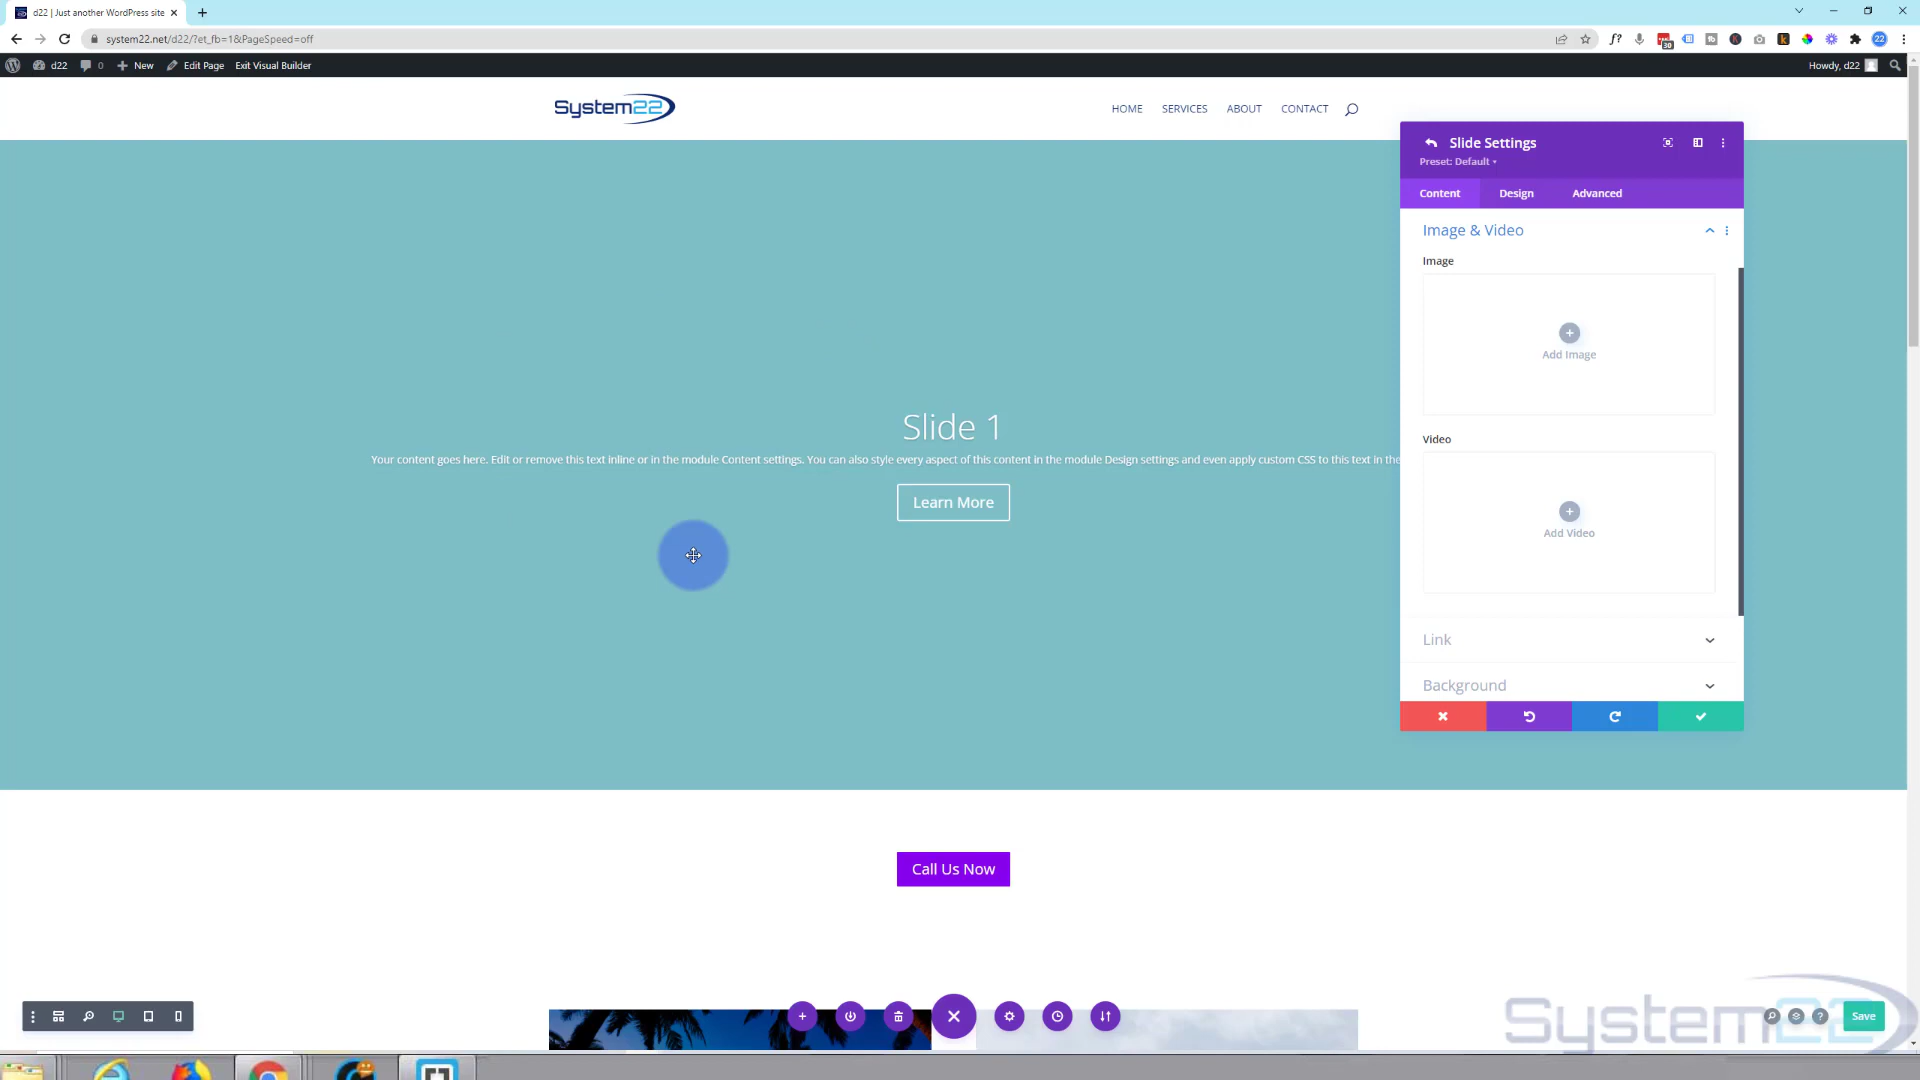 d22 | Just another WordPress site
system22.net/d22/?et_fb=1&PageSpeed=off
d22 0 New Edit Page Exit Visual Builder Howdy, d22
System22
HOME SERVICES ABOUT CONTACT
Slide Settings
Preset: Default
Content Design Advanced
Image & Video
Image
Add Image
Video
Add Video
Link
Background
Slide 1
Your content goes here. Edit or remove this text inline or in the module Content settings. You can also style every aspect of this content in the module Design settings and even apply custom CSS to this text in the
Learn More
Call Us Now
System22
Save